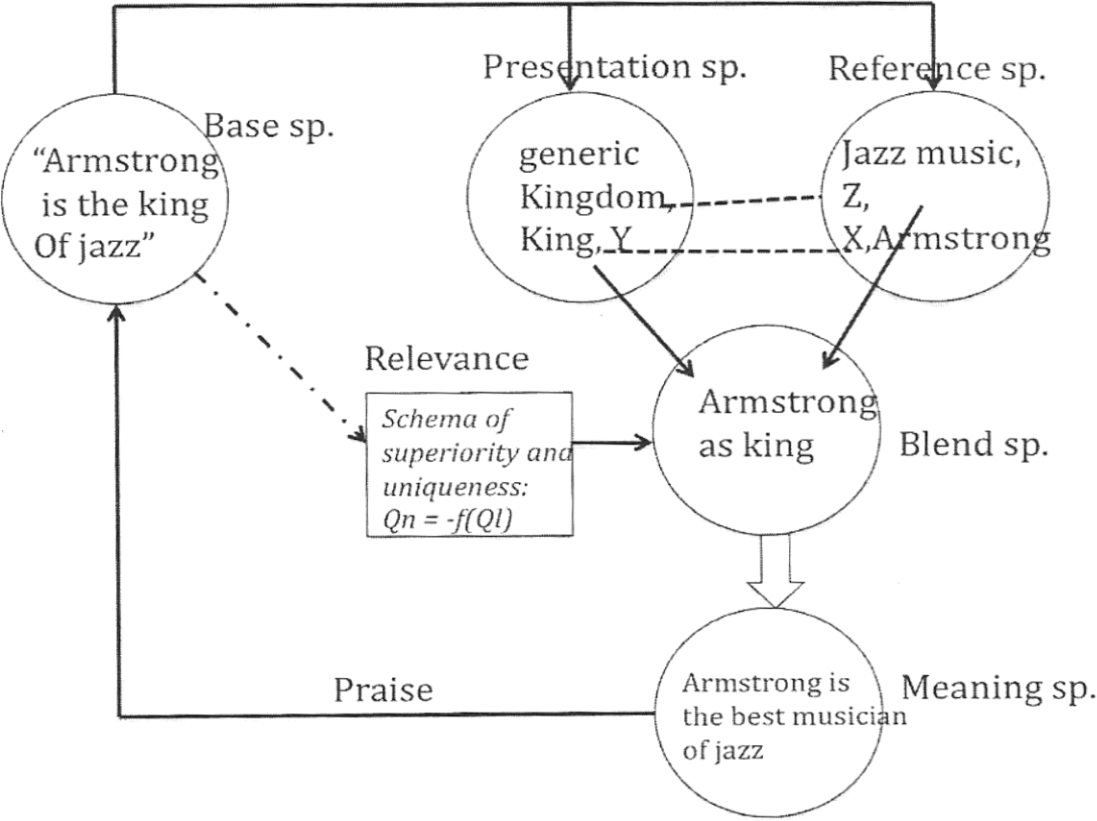 Presentation sp.
Reference sp.
Base sp.
“Armstrong
is the king
Of jazz”
generic
Kingdom,
King, Y
Jazz music,
Z,
X,Armstrong
Relevance
Schema of
superiority and
uniqueness:
Qn = -f(Ql)
Armstrong
as king
Blend sp.
Praise
Armstrong is
the best musician
of jazz
Meaning sp.